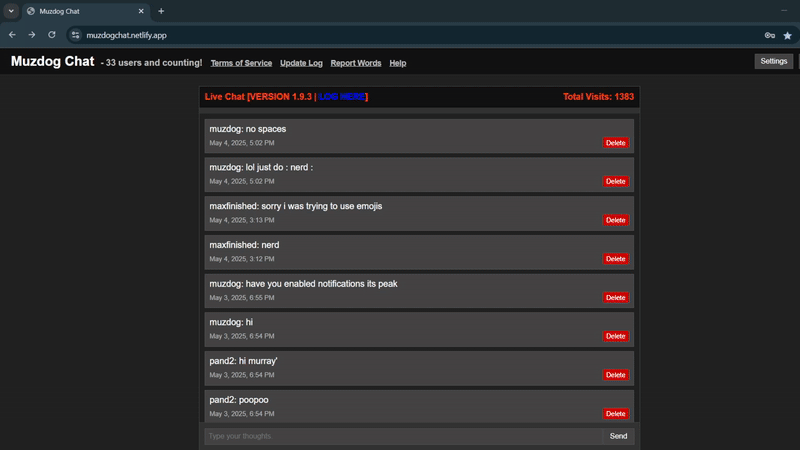 Muzdog Chat
muzdogchat.netlify.app
Muzdog Chat - 33 users and counting! Terms of Service Update Log Report Words Help Settings
Live Chat [VERSION 1.9.3 | ] Total Visits: 1383
muzdog: no spaces
May 4, 2025, 5:02 PM Delete
muzdog: lol just do : nerd :
May 4, 2025, 5:02 PM Delete
maxfinished: sorry i was trying to use emojis
May 4, 2025, 3:13 PM Delete
maxfinished: nerd
May 4, 2025, 3:12 PM Delete
muzdog: have you enabled notifications its peak
May 3, 2025, 6:55 PM Delete
muzdog: hi
May 3, 2025, 6:54 PM Delete
pand2: hi murray'
May 3, 2025, 6:54 PM Delete
pand2: poopoo
May 3, 2025, 6:54 PM Delete
Type your thoughts Send